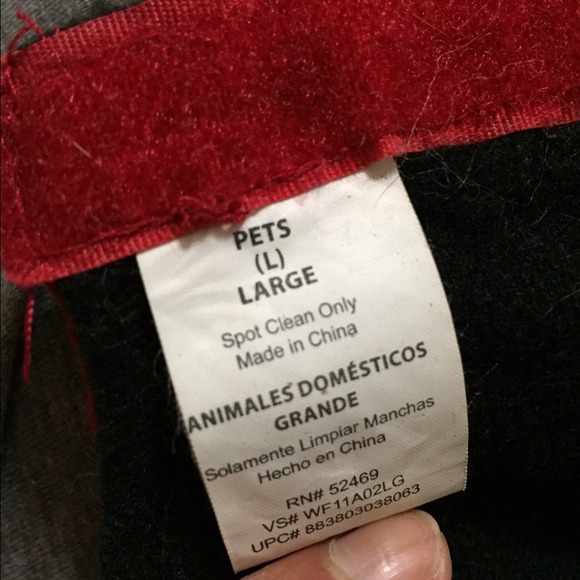 PETS
(L)
LARGE
Spot Clean Only
Made in China
ANIMALES DOMÉSTICOS
GRANDE
Solamente Limpiar Manchas
Hecho en China
RN# 52469
VS# WF11A02LG
UPC# 883803038063